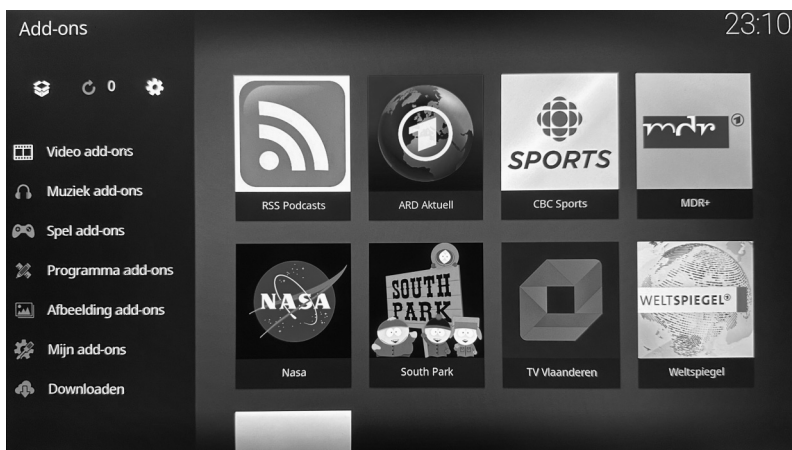 Add-ons
23:10
0
Video add-ons
Muziek add-ons
Spel add-ons
Programma add-ons
Afbeelding add-ons
Mijn add-ons
Downloaden
RSS Podcasts
1
ARD Aktuell
SPORTS
CBC Sports
mdr
1
MDR+
NASA
Nasa
SOUTH
PARK
South Park
TV Vlaanderen
WELTSPIEGEL®
Weltspiegel